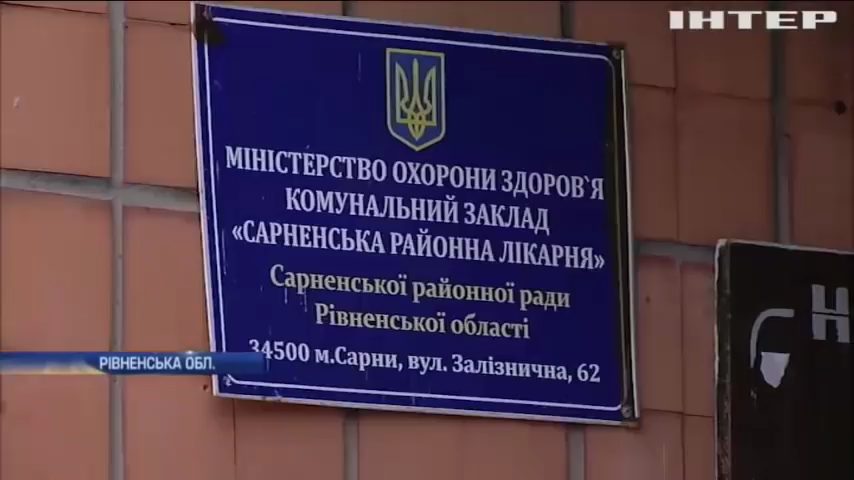 ІНТЕР
МІНІСТЕРСТВО ОХОРОНИ ЗДОРОВ`Я
КОМУНАЛЬНИЙ ЗАКЛАД
«САРНЕНСЬКА РАЙОННА ЛІКАРНЯ»
Сарненської районної ради
Рівненської області
34500 м.Сарни, вул. Залізнична, 62
РІВНЕНСЬКА ОБЛ.